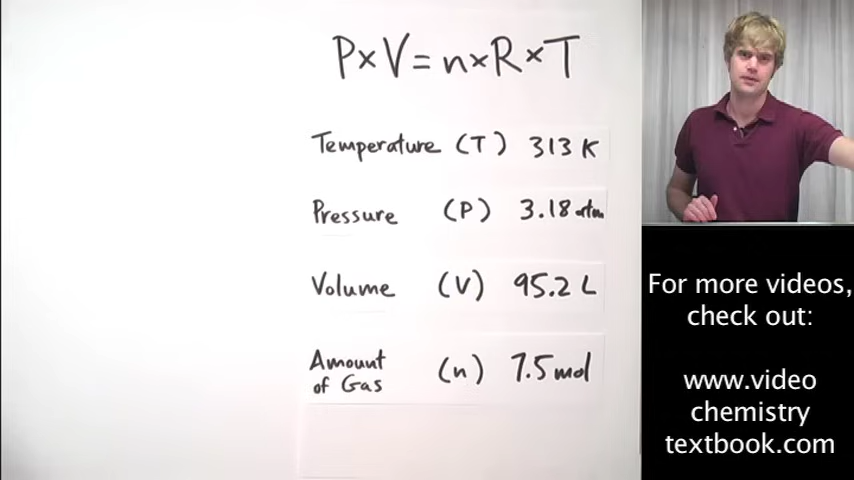 P×V = n×R×T
Temperature (T) 313 K
Pressure (P) 3.18 atm
Volume (V) 95.2 L
Amount
of Gas (n) 7.5 mol
For more videos,
check out:
www.video
chemistry
textbook.com